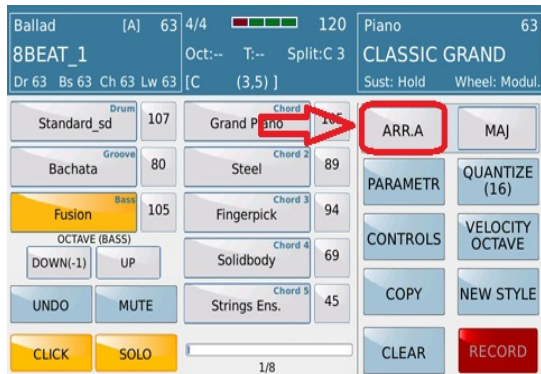 Ballad [A] 63 4/4 120 Piano 63
8BEAT_1 Oct:-- T:-- Split:C 3 CLASSIC GRAND
Dr 63 Bs 63 Ch 63 Lw 63 [C (3,5) ] Sust: Hold Wheel: Modul.
Drum
Standard_sd 107
Chord
Grand Piano 105
ARR.A
MAJ
Groove
Bachata 80
Chord 2
Steel 89
PARAMETR
QUANTIZE
(16)
Bass
Fusion 105
Chord 3
Fingerpick 94
OCTAVE (BASS)
DOWN(-1) UP
Chord 4
Solidbody 69
CONTROLS
VELOCITY
OCTAVE
UNDO MUTE
Chord 5
Strings Ens. 45
COPY
NEW STYLE
CLICK SOLO
1/8
CLEAR
RECORD